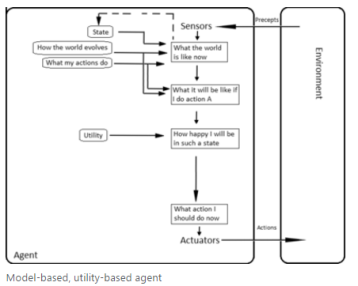 Sensors
Precepts
State
How the world evolves
What my actions do
What the world
is like now
What it will be like if
I do action A
Utility
How happy I will be
in such a state
What action I
should do now
Actuators
Actions
Agent
Environment
Model-based, utility-based agent